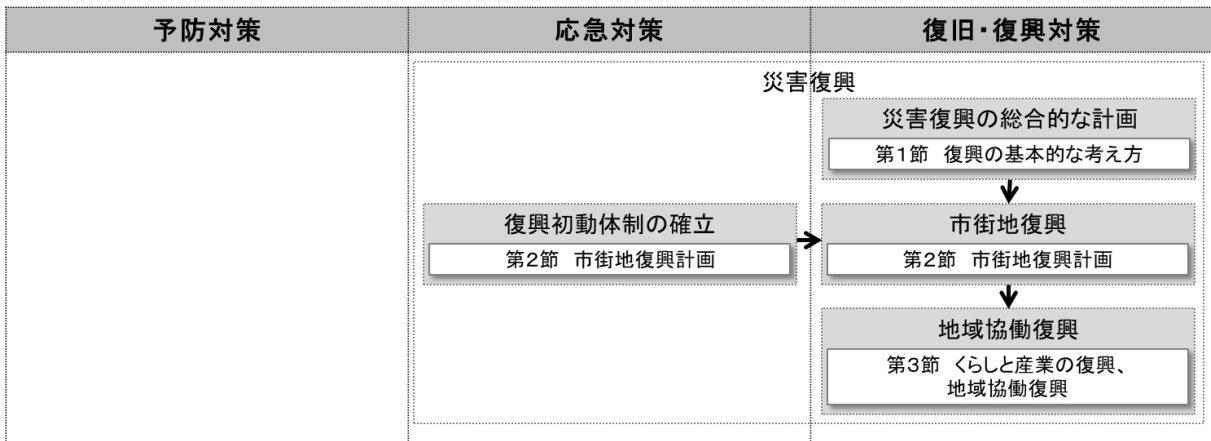 予防対策
応急対策
復旧・復興対策
災害復興
災害復興の総合的な計画
第1節 復興の基本的な考え方
復興初動体制の確立
第2節 市街地復興計画
市街地復興
第2節 市街地復興計画
地域協働復興
第3節 くらしと産業の復興、
地域協働復興